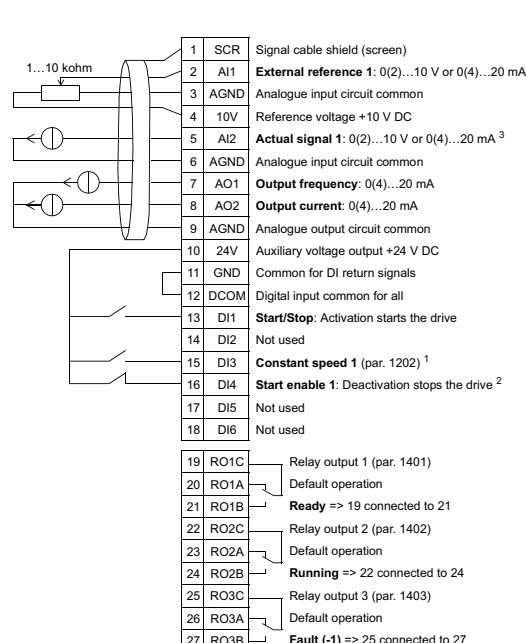 1 SCR Signal cable shield (screen)
1…10 kohm
2 AI1 External reference 1: 0(2)…10 V or 0(4)…20 mA
3 AGND Analogue input circuit common
4 10V Reference voltage +10 V DC
5 AI2 Actual signal 1: 0(2)…10 V or 0(4)…20 mA 3
6 AGND Analogue input circuit common
7 AO1 Output frequency: 0(4)…20 mA
8 AO2 Output current: 0(4)…20 mA
9 AGND Analogue output circuit common
10 24V Auxiliary voltage output +24 V DC
11 GND Common for DI return signals
12 DCOM Digital input common for all
13 DI1 Start/Stop: Activation starts the drive
14 DI2 Not used
15 DI3 Constant speed 1 (par. 1202) 1
16 DI4 Start enable 1: Deactivation stops the drive 2
17 DI5 Not used
18 DI6 Not used
19 RO1C Relay output 1 (par. 1401)
20 RO1A Default operation
21 RO1B Ready => 19 connected to 21
22 RO2C Relay output 2 (par. 1402)
23 RO2A Default operation
24 RO2B Running => 22 connected to 24
25 RO3C Relay output 3 (par. 1403)
26 RO3A Default operation
27 RO3B Fault (-1) => 25 connected to 27